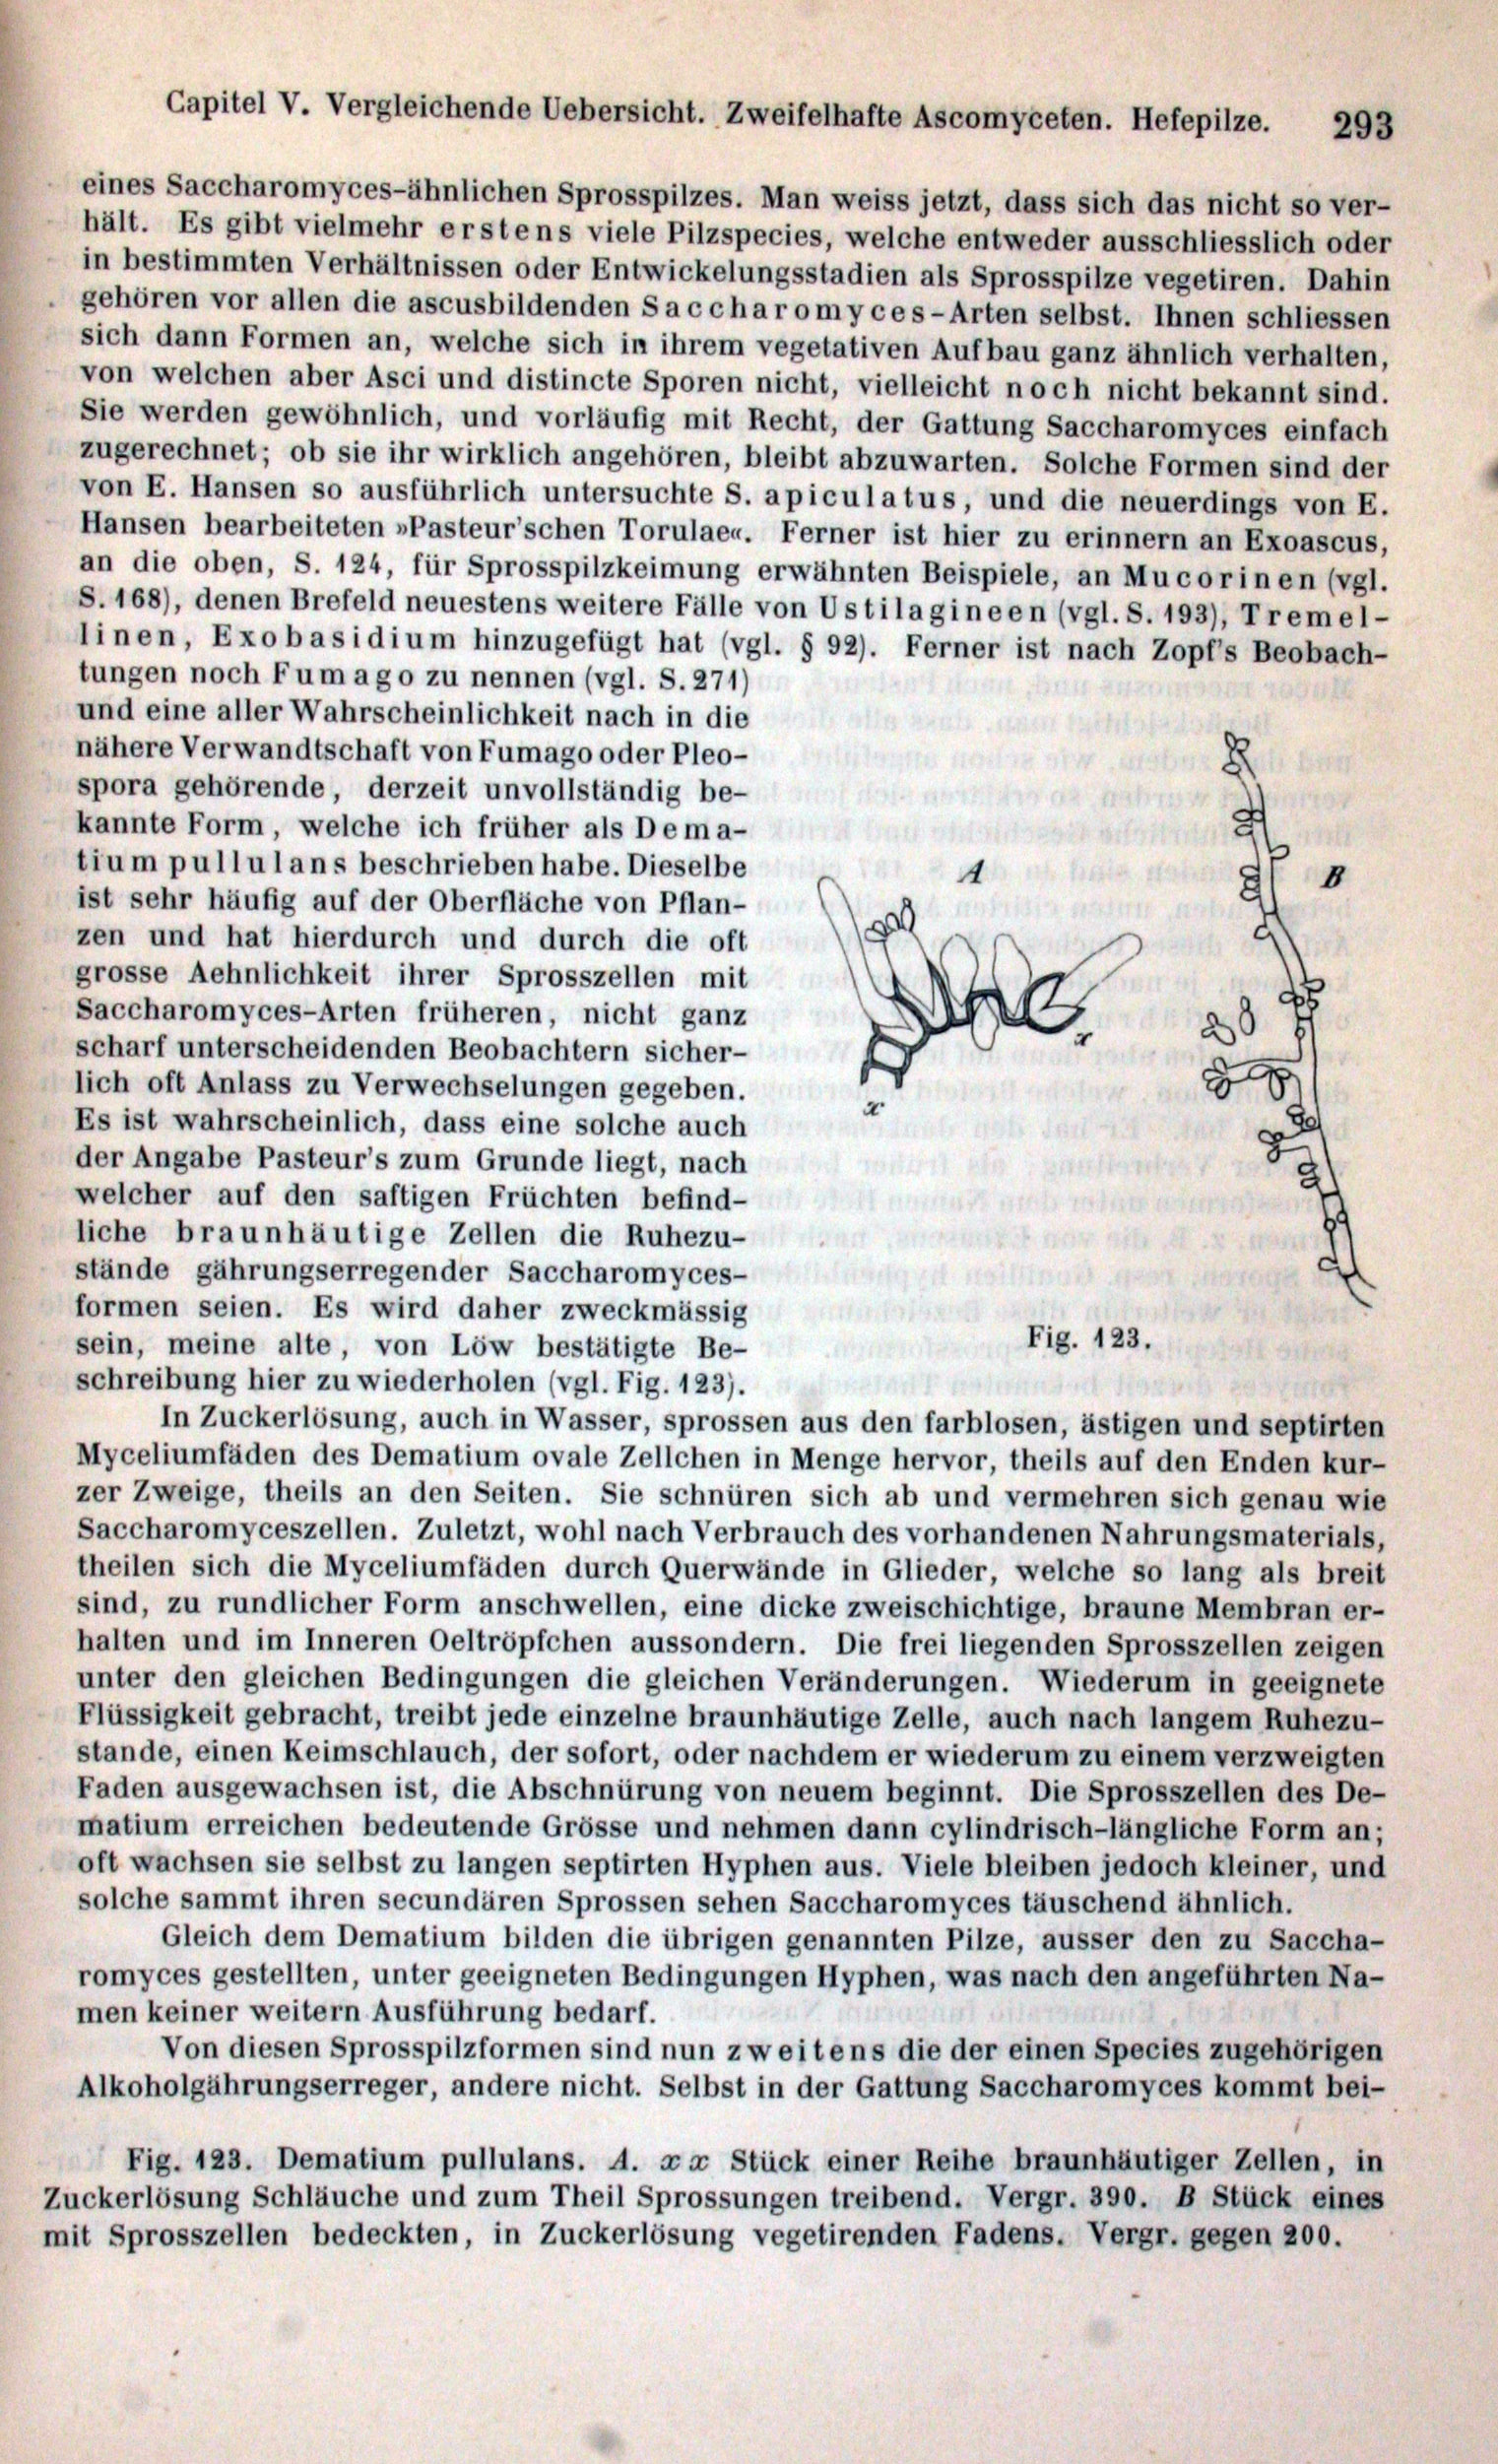 Capitel V. Vergleichende Uebersicht. Zweifelhafte Ascomyceten. Hefepilze. 293
eines Saccharomyces-ähnlichen Sprosspilzes. Man weiss jetzt, dass sich das nicht so ver-
hält. Es gibt vielmehr erstens viele Pilzspecies, welche entweder ausschliesslich oder
in bestimmten Verhältnissen oder Entwickelungsstadien als Sprosspilze vegetiren. Dahin
gehören vor allen die ascusbildenden Saccharomyces-Arten selbst. Ihnen schliessen
sich dann Formen an, welche sich in ihrem vegetativen Aufbau ganz ähnlich verhalten,
von welchen aber Asci und distincte Sporen nicht, vielleicht noch nicht bekannt sind.
Sie werden gewöhnlich, und vorläufig mit Recht, der Gattung Saccharomyces einfach
zugerechnet; ob sie ihr wirklich angehören, bleibt abzuwarten. Solche Formen sind der
von E. Hansen so ausführlich untersuchte S. apiculatus, und die neuerdings von E.
Hansen bearbeiteten »Pasteur'schen Torulae«. Ferner ist hier zu erinnern an Exoascus,
an die oben, S. 124, für Sprosspilzkeimung erwähnten Beispiele, an Mucorinen (vgl.
S. 168), denen Brefeld neuestens weitere Fälle von Ustilagineen (vgl. S. 193), Tremel-
linen, Exobasidium hinzugefügt hat (vgl. § 92). Ferner ist nach Zopf's Beobach-
tungen noch Fumago zu nennen (vgl. S. 271)
und eine aller Wahrscheinlichkeit nach in die
nähere Verwandtschaft von Fumago oder Pleo-
spora gehörende, derzeit unvollständig be-
kannte Form, welche ich früher als Dema-
tium pullulans beschrieben habe. Dieselbe
ist sehr häufig auf der Oberfläche von Pflan-
zen und hat hierdurch und durch die oft
grosse Aehnlichkeit ihrer Sprosszellen mit
Saccharomyces-Arten früheren, nicht ganz
scharf unterscheidenden Beobachtern sicher-
lich oft Anlass zu Verwechselungen gegeben.
Es ist wahrscheinlich, dass eine solche auch
der Angabe Pasteur's zum Grunde liegt, nach
welcher auf den saftigen Früchten befind-
liche braunhäutige Zellen die Ruhezu-
stände gährungserregender Saccharomyces-
formen seien. Es wird daher zweckmässig
sein, meine alte, von Löw bestätigte Be-
schreibung hier zu wiederholen (vgl. Fig. 123).
A
B
x
x
Fig. 123.
In Zuckerlösung, auch in Wasser, sprossen aus den farblosen, ästigen und septirten
Myceliumfäden des Dematium ovale Zellchen in Menge hervor, theils auf den Enden kur-
zer Zweige, theils an den Seiten. Sie schnüren sich ab und vermehren sich genau wie
Saccharomyceszellen. Zuletzt, wohl nach Verbrauch des vorhandenen Nahrungsmaterials,
theilen sich die Myceliumfäden durch Querwände in Glieder, welche so lang als breit
sind, zu rundlicher Form anschwellen, eine dicke zweischichtige, braune Membran er-
halten und im Inneren Oeltröpfchen aussondern. Die frei liegenden Sprosszellen zeigen
unter den gleichen Bedingungen die gleichen Veränderungen. Wiederum in geeignete
Flüssigkeit gebracht, treibt jede einzelne braunhäutige Zelle, auch nach langem Ruhezu-
stande, einen Keimschlauch, der sofort, oder nachdem er wiederum zu einem verzweigten
Faden ausgewachsen ist, die Abschnürung von neuem beginnt. Die Sprosszellen des De-
matium erreichen bedeutende Grösse und nehmen dann cylindrisch-längliche Form an;
oft wachsen sie selbst zu langen septirten Hyphen aus. Viele bleiben jedoch kleiner, und
solche sammt ihren secundären Sprossen sehen Saccharomyces täuschend ähnlich.
Gleich dem Dematium bilden die übrigen genannten Pilze, ausser den zu Saccha-
romyces gestellten, unter geeigneten Bedingungen Hyphen, was nach den angeführten Na-
men keiner weitern Ausführung bedarf.
Von diesen Sprosspilzformen sind nun zweitens die der einen Species zugehörigen
Alkoholgährungserreger, andere nicht. Selbst in der Gattung Saccharomyces kommt bei-
Fig. 123. Dematium pullulans. A. x x Stück einer Reihe braunhäutiger Zellen, in
Zuckerlösung Schläuche und zum Theil Sprossungen treibend. Vergr. 390. B Stück eines
mit Sprosszellen bedeckten, in Zuckerlösung vegetirenden Fadens. Vergr. gegen 200.